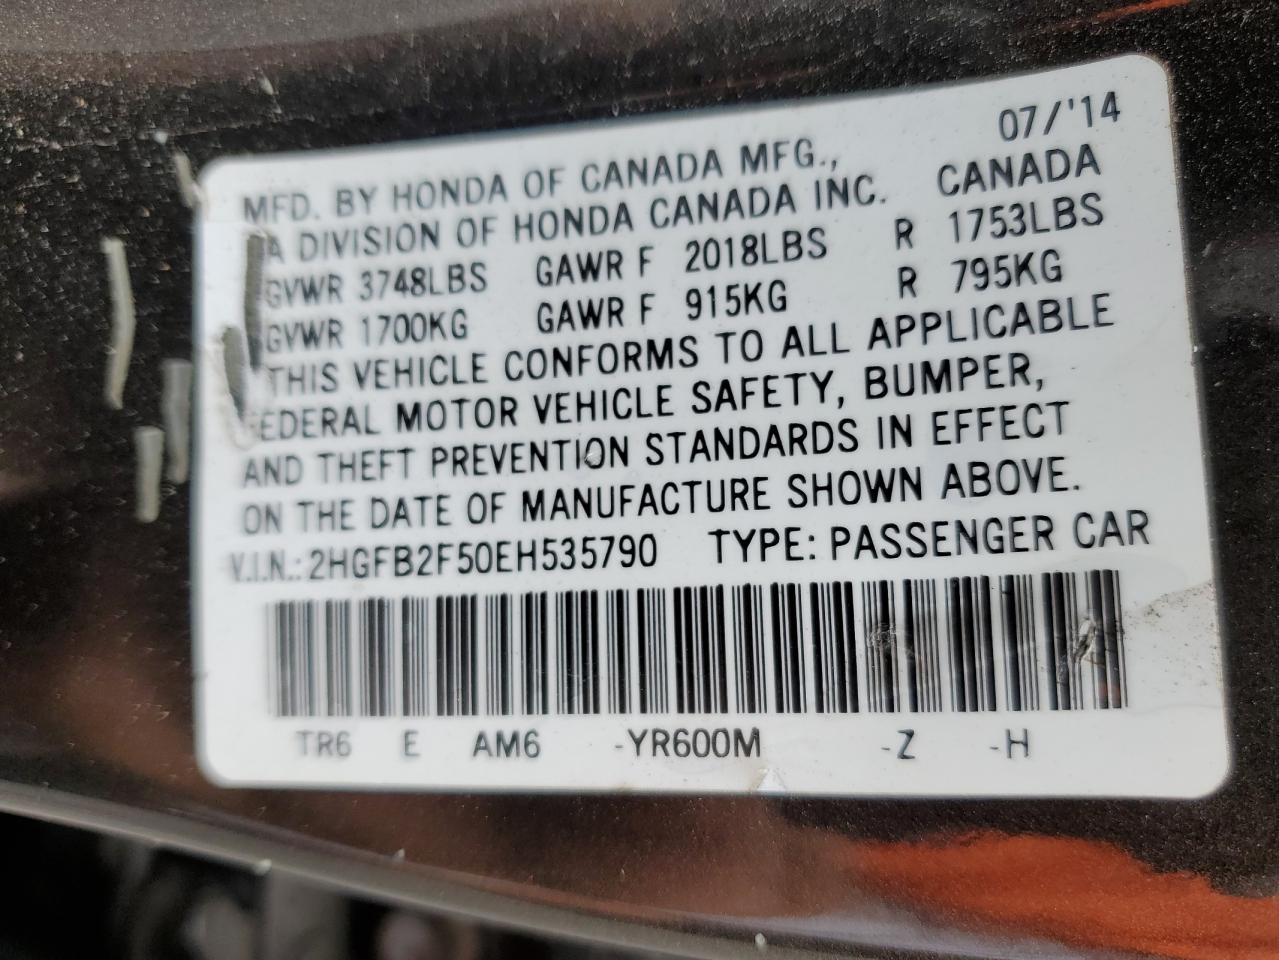 07/'14
MFD. BY HONDA OF CANADA MFG.,
A DIVISION OF HONDA CANADA INC. CANADA
GVWR 3748LBS GAWR F 2018LBS R 1753LBS
GVWR 1700KG GAWR F 915KG R 795KG
THIS VEHICLE CONFORMS TO ALL APPLICABLE
FEDERAL MOTOR VEHICLE SAFETY, BUMPER,
AND THEFT PREVENTION STANDARDS IN EFFECT
ON THE DATE OF MANUFACTURE SHOWN ABOVE.
V.I.N.: 2HGFB2F50EH535790 TYPE: PASSENGER CAR
TR6 E AM6 -YR600M -Z -H